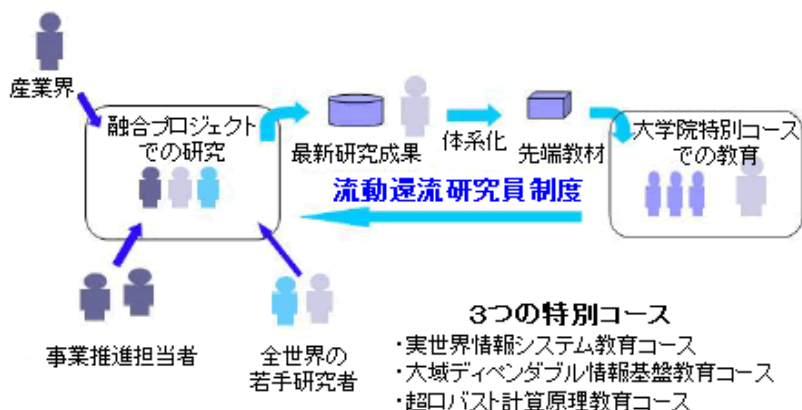 産業界
融合プロジェクト
での研究
最新研究成果
体系化
先端教材
大学院特別コース
での教育
流動還流研究員制度
事業推進担当者
全世界の
若手研究者
3つの特別コース
・実世界情報システム教育コース
・大域ディペンダブル情報基盤教育コース
・超ロバスト計算原理教育コース